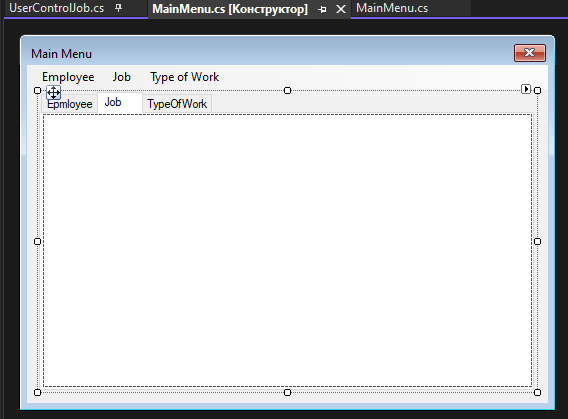 UserControlJob.cs MainMenu.cs [Конструктор] MainMenu.cs
Main Menu
Employee Job Type of Work
Epmloyee Job TypeOfWork